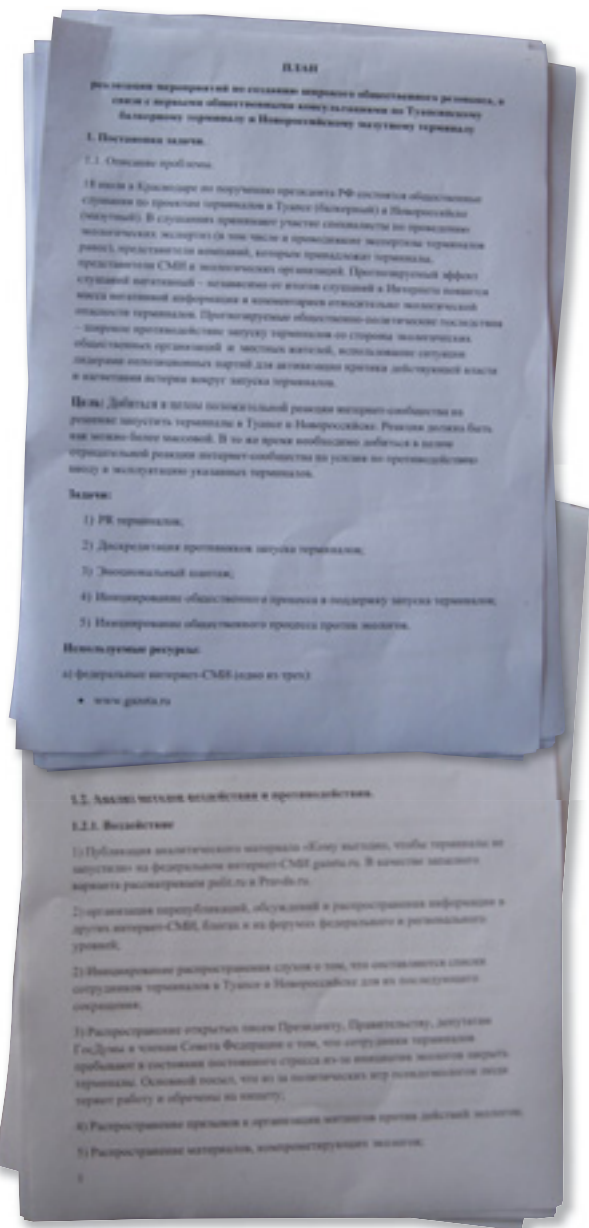 ПЛАН
реализации мероприятий по созданию широкого общественного резонанса, в
связи с первыми общественными консультациями по Туапсинскому
балкерному терминалу и Новороссийскому мазутному терминалу
1. Постановка задачи.
1.1. Описание проблемы.
18 июля в Краснодаре по поручению президента РФ состоятся общественные
слушания по проектам терминалов в Туапсе (балкерный) и Новороссийске
(мазутный). В слушаниях принимают участие специалисты по проведению
экологических экспертиз (в том числе и проводившие экспертизы терминалов
ранее), представители компаний, которым принадлежат терминалы,
представители СМИ и экологических организаций. Прогнозируемый эффект
слушаний негативный – независимо от итогов слушаний в Интернете появится
масса негативной информации и комментариев относительно экологической
опасности терминалов. Прогнозируемые общественно-политические последствия
– широкое противодействие запуску терминалов со стороны экологических
общественных организаций и местных жителей, использование ситуации
лидерами оппозиционных партий для активизации критики действующей власти
и нагнетания истерии вокруг запуска терминалов.
Цель: Добиться в целом положительной реакции интернет-сообщества на
решение запустить терминалы в Туапсе и Новороссийске. Реакция должна быть
как можно более массовой. В то же время необходимо добиться в целом
отрицательной реакции интернет-сообщества на усилия по противодействию
вводу в эксплуатацию указанных терминалов.
Задачи:
1) PR терминалов;
2) Дискредитация противников запуска терминалов;
3) Эмоциональный шантаж;
4) Инициирование общественного процесса в поддержку запуска терминалов;
5) Инициирование общественного процесса против экологов.
Используемые ресурсы:
а) федеральные интернет-СМИ (одно из трех):
• www.gazeta.ru
1.2. Анализ методов воздействия и противодействия.
1.2.1. Воздействие
1) Публикация аналитического материала «Кому выгодно, чтобы терминалы не
запустили» на федеральном интернет-СМИ gazeta.ru. В качестве запасного
варианта рассматриваем polit.ru и Pravda.ru.
2) организация перепубликаций, обсуждений и распространения информации в
других интернет-СМИ, блогах и на форумах федерального и регионального
уровней;
2) Инициирование распространения слухов о том, что составляются списки
сотрудников терминалов в Туапсе и Новороссийске для их последующего
сокращения;
3) Распространение открытых писем Президенту, Правительству, депутатам
ГосДумы и членам Совета Федерации о том, что сотрудники терминалов
пребывают в состоянии постоянного стресса из-за инициатив экологов закрыть
терминалы. Основной посыл, что из за политических игр псевдоэкологов люди
теряют работу и обречены на нищету;
4) Распространение призывов к организации митингов против действий экологов;
5) Распространение материалов, компрометирующих экологов;